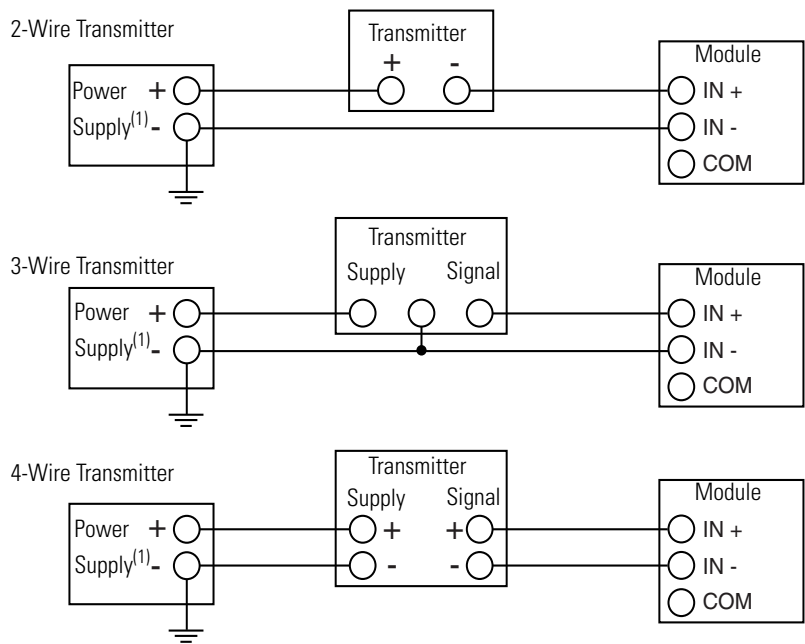 2-Wire Transmitter
Transmitter
+ -
Module
Power +
Supply(1) -
IN +
IN -
COM
3-Wire Transmitter
Transmitter
Supply Signal
Module
Power +
Supply(1) -
IN +
IN -
COM
4-Wire Transmitter
Transmitter
Supply Signal
Module
Power +
Supply(1) -
+ +
- -
IN +
IN -
COM